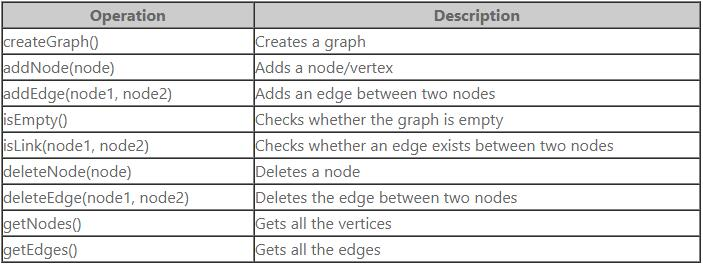 Operation Description
createGraph() Creates a graph
addNode(node) Adds a node/vertex
addEdge(node1, node2) Adds an edge between two nodes
isEmpty() Checks whether the graph is empty
isLink(node1, node2) Checks whether an edge exists between two nodes
deleteNode(node) Deletes a node
deleteEdge(node1, node2) Deletes the edge between two nodes
getNodes() Gets all the vertices
getEdges() Gets all the edges